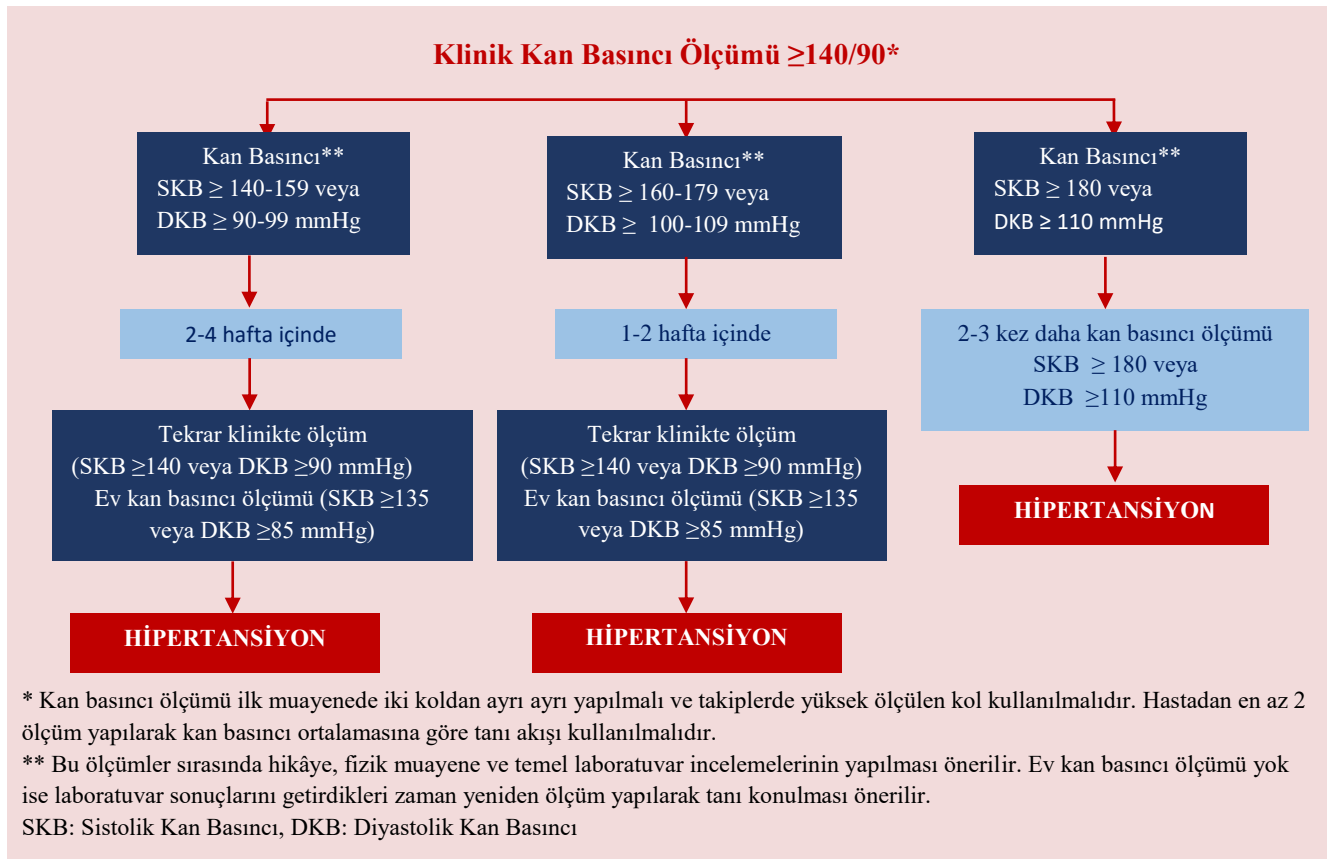 Klinik Kan Basıncı Ölçümü ≥140/90*
Kan Basıncı**
SKB ≥ 140-159 veya
DKB ≥ 90-99 mmHg
2-4 hafta içinde
Tekrar klinikte ölçüm
(SKB ≥140 veya DKB ≥90 mmHg)
Ev kan basıncı ölçümü (SKB ≥135
veya DKB ≥85 mmHg)
HİPERTANSİYON
Kan Basıncı**
SKB ≥ 160-179 veya
DKB ≥ 100-109 mmHg
1-2 hafta içinde
Tekrar klinikte ölçüm
(SKB ≥140 veya DKB ≥90 mmHg)
Ev kan basıncı ölçümü (SKB ≥135
veya DKB ≥85 mmHg)
HİPERTANSİYON
Kan Basıncı**
SKB ≥ 180 veya
DKB ≥ 110 mmHg
2-3 kez daha kan basıncı ölçümü
SKB ≥ 180 veya
DKB ≥110 mmHg
HİPERTANSİYON
* Kan basıncı ölçümü ilk muayenede iki koldan ayrı ayrı yapılmalı ve takiplerde yüksek ölçülen kol kullanılmalıdır. Hastadan en az 2
ölçüm yapılarak kan basıncı ortalamasına göre tanı akışı kullanılmalıdır.
** Bu ölçümler sırasında hikâye, fizik muayene ve temel laboratuvar incelemelerinin yapılması önerilir. Ev kan basıncı ölçümü yok
ise laboratuvar sonuçlarını getirdikleri zaman yeniden ölçüm yapılarak tanı konulması önerilir.
SKB: Sistolik Kan Basıncı, DKB: Diyastolik Kan Basıncı